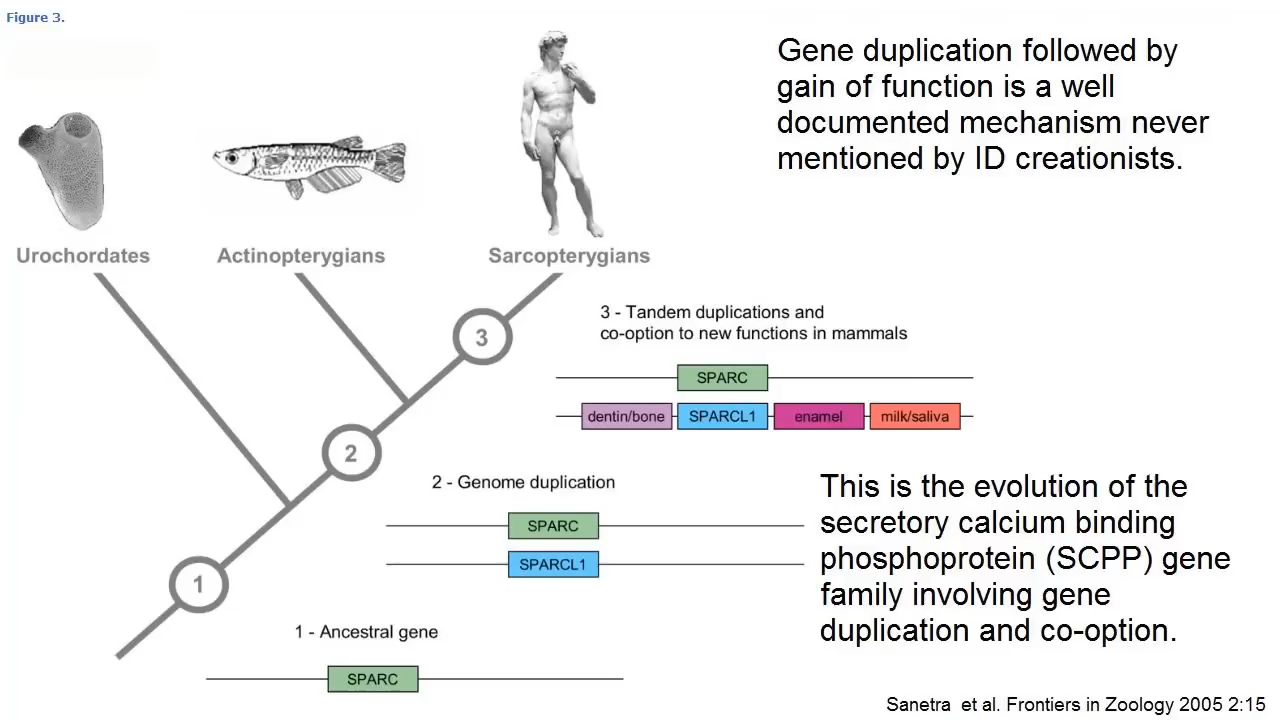 Figure 3.
Gene duplication followed by
gain of function is a well
documented mechanism never
mentioned by ID creationists.
Urochordates
Actinopterygians
Sarcopterygians
3
3 - Tandem duplications and
co-option to new functions in mammals
SPARC
dentin/bone
SPARCL1
enamel
milk/saliva
2
2 - Genome duplication
SPARC
SPARCL1
This is the evolution of the
secretory calcium binding
phosphoprotein (SCPP) gene
family involving gene
duplication and co-option.
1
1 - Ancestral gene
SPARC
Sanetra et al. Frontiers in Zoology 2005 2:15